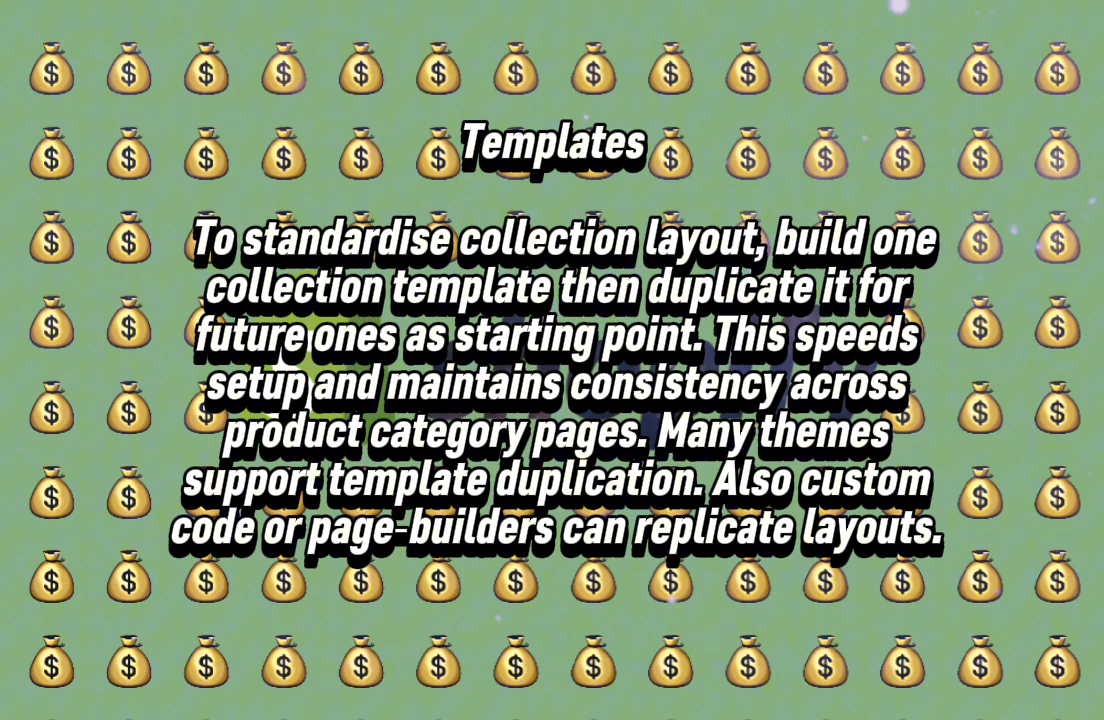 Templates
To standardise collection layout, build one
collection template then duplicate it for
future ones as starting point. This speeds
setup and maintains consistency across
product category pages. Many themes
support template duplication. Also custom
code or page-builders can replicate layouts.